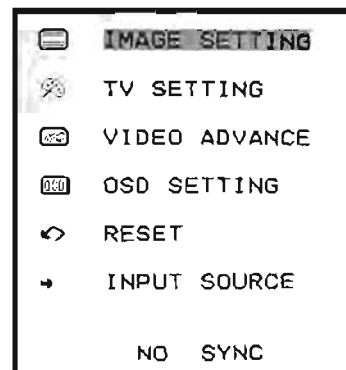 IMAGE SETTING
TV SETTING
VIDEO ADVANCE
OSD SETTING
RESET
INPUT SOURCE
NO SYNC